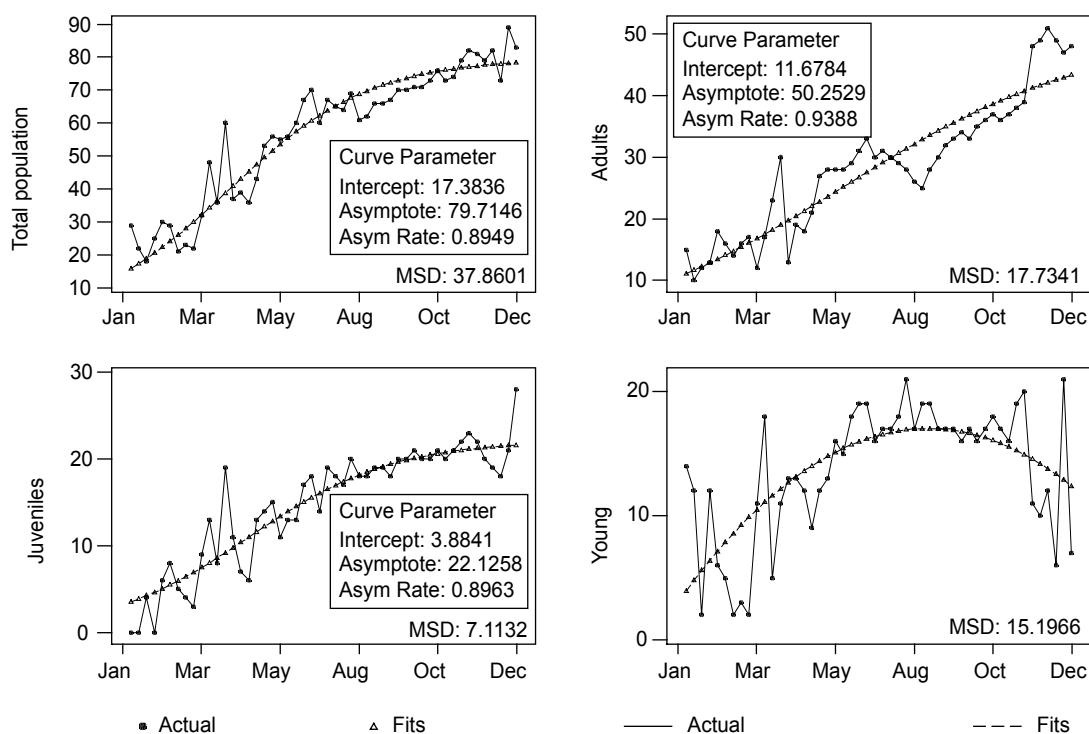 Total population
90
80
70
60
50
40
30
20
10
Curve Parameter
Intercept: 17.3836
Asymptote: 79.7146
Asym Rate: 0.8949
MSD: 37.8601
Jan Mar May Aug Oct Dec
Adults
50
40
30
20
10
Curve Parameter
Intercept: 11.6784
Asymptote: 50.2529
Asym Rate: 0.9388
MSD: 17.7341
Jan Mar May Aug Oct Dec
Juveniles
30
20
10
0
Curve Parameter
Intercept: 3.8841
Asymptote: 22.1258
Asym Rate: 0.8963
MSD: 7.1132
Jan Mar May Aug Oct Dec
Young
20
10
0
MSD: 15.1966
Jan Mar May Aug Oct Dec
Actual Fits Actual Fits